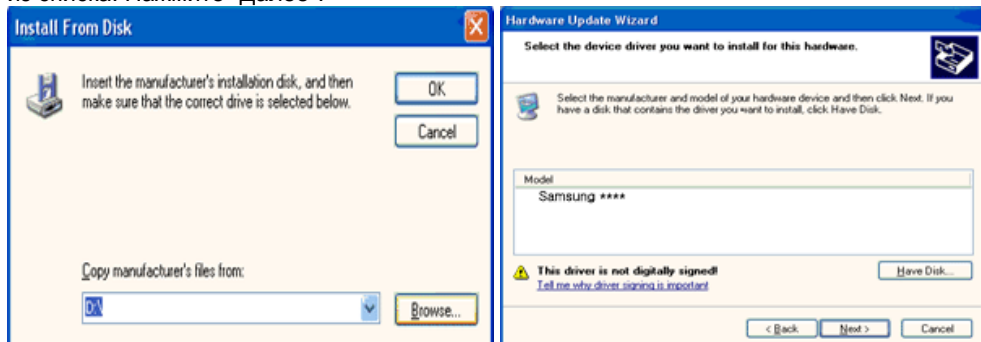 Install From Disk
Insert the manufacturer's installation disk, and then
make sure that the correct drive is selected below.
OK
Cancel
Copy manufacturer's files from:
D:\
Browse...
Hardware Update Wizard
Select the device driver you want to install for this hardware.
Select the manufacturer and model of your hardware device and then click Next. If you
have a disk that contains the driver you want to install, click Have Disk.
Model
Samsung ****
This driver is not digitally signed!
Tell me why driver signing is important
Have Disk...
< Back
Next >
Cancel